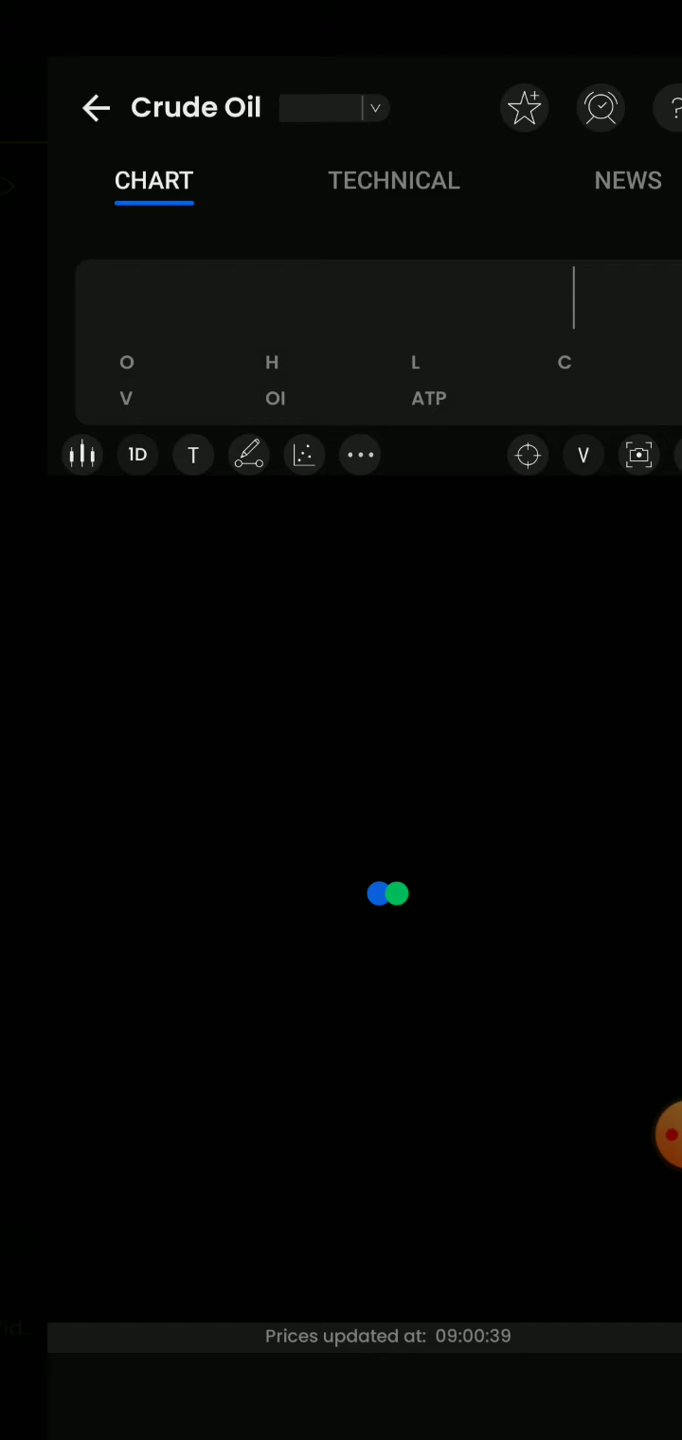 Crude Oil
CHART TECHNICAL NEWS
O H L C
V OI ATP
1D T V
Prices updated at: 09:00:39